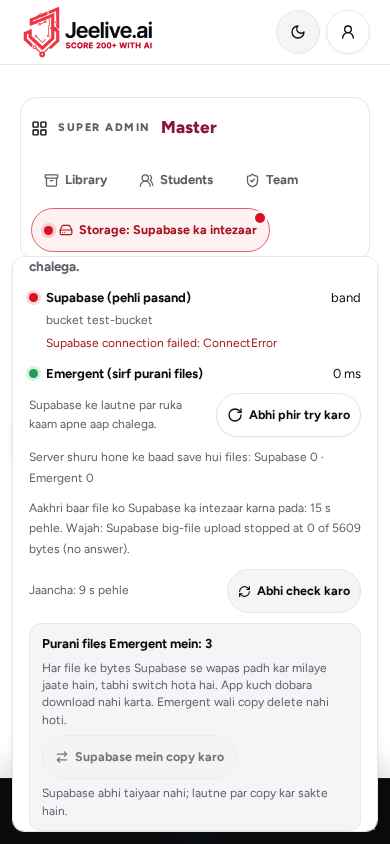 Jeelive.ai
SCORE 200+ WITH AI
SUPER ADMIN Master
Library Students Team
Storage: Supabase ka intezaar
chalega.
Supabase (pehli pasand) band
bucket test-bucket
Supabase connection failed: ConnectError
Emergent (sirf purani files) 0 ms
Supabase ke lautne par ruka
kaam apne aap chalega.
Abhi phir try karo
Server shuru hone ke baad save hui files: Supabase 0 ·
Emergent 0
Aakhri baar file ko Supabase ka intezaar karna pada: 15 s
pehle. Wajah: Supabase big-file upload stopped at 0 of 5609
bytes (no answer).
Jaancha: 9 s pehle Abhi check karo
Purani files Emergent mein: 3
Har file ke bytes Supabase se wapas padh kar milaye
jaate hain, tabhi switch hota hai. App kuch dobara
download nahi karta. Emergent wali copy delete nahi
hoti.
Supabase mein copy karo
Supabase abhi taiyaar nahi; lautne par copy kar sakte
hain.